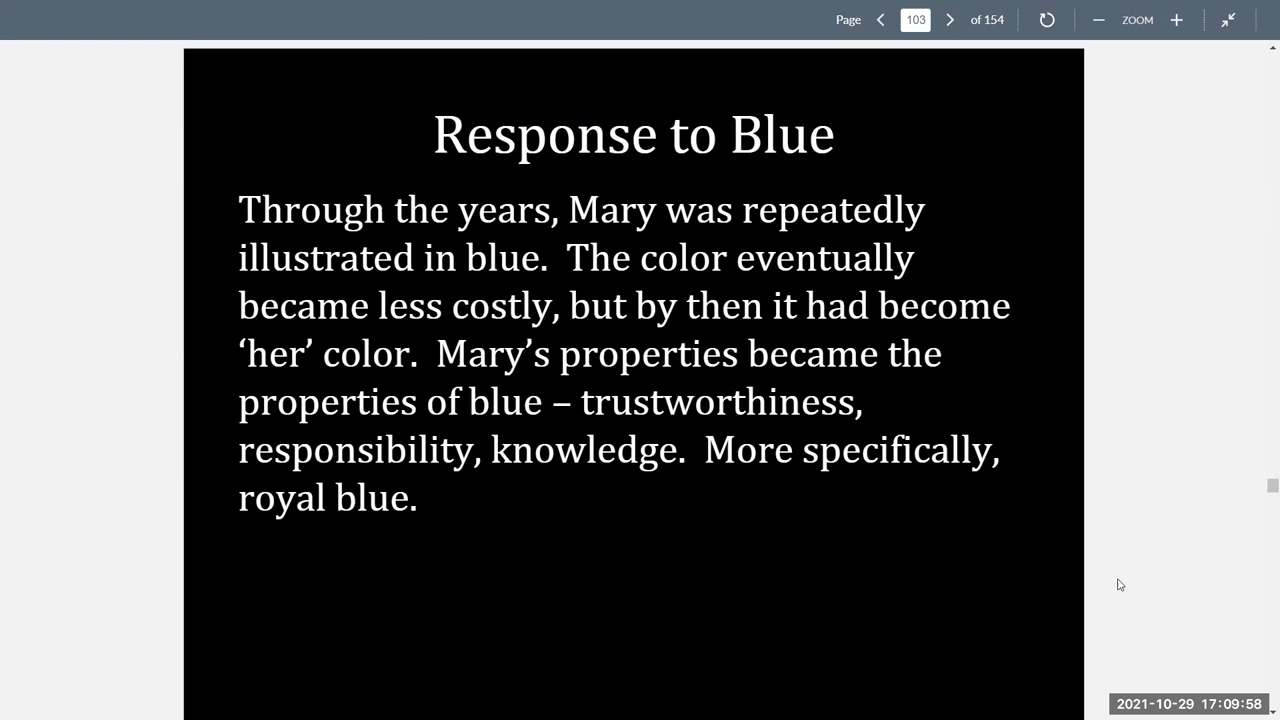 Page 103 of 154 ZOOM
Response to Blue
Through the years, Mary was repeatedly
illustrated in blue.  The color eventually
became less costly, but by then it had become
‘her’ color.  Mary’s properties became the
properties of blue – trustworthiness,
responsibility, knowledge.  More specifically,
royal blue.
2021-10-29 17:09:58